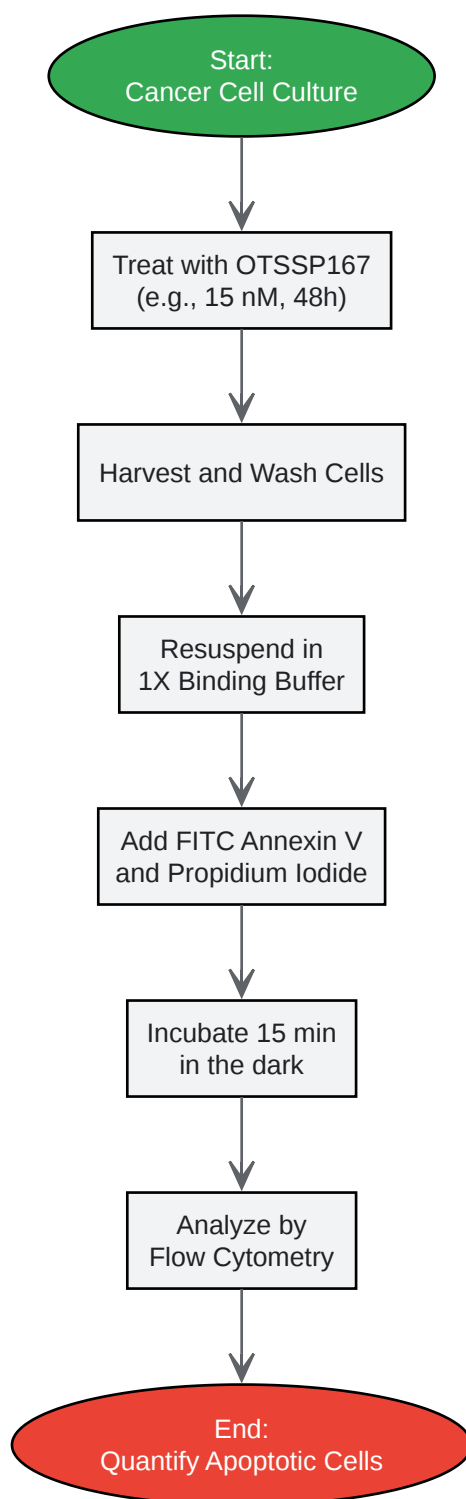 Start:
Cancer Cell Culture
Treat with OTSSP167
(e.g., 15 nM, 48h)
Harvest and Wash Cells
Resuspend in
1X Binding Buffer
Add FITC Annexin V
and Propidium Iodide
Incubate 15 min
in the dark
Analyze by
Flow Cytometry
End:
Quantify Apoptotic Cells